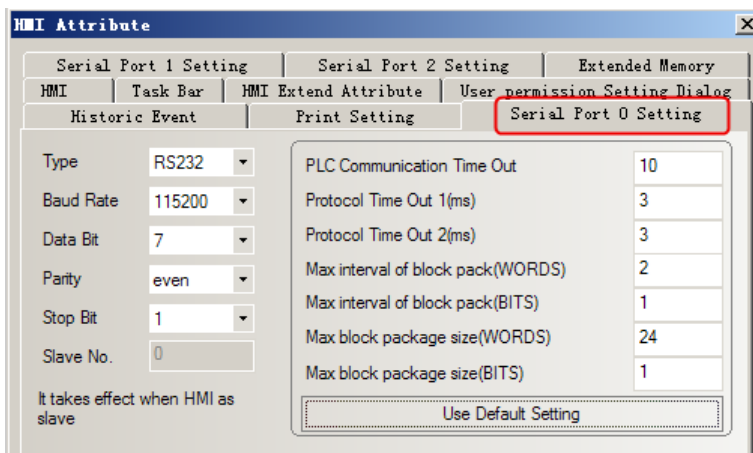 HMI Attribute
Serial Port 1 Setting Serial Port 2 Setting Extended Memory
HMI Task Bar HMI Extend Attribute User permission Setting Dialog
Historic Event Print Setting Serial Port 0 Setting
Type RS232
Baud Rate 115200
Data Bit 7
Parity even
Stop Bit 1
Slave No. 0
It takes effect when HMI as
slave
PLC Communication Time Out 10
Protocol Time Out 1(ms) 3
Protocol Time Out 2(ms) 3
Max interval of block pack(WORDS) 2
Max interval of block pack(BITS) 1
Max block package size(WORDS) 24
Max block package size(BITS) 1
Use Default Setting